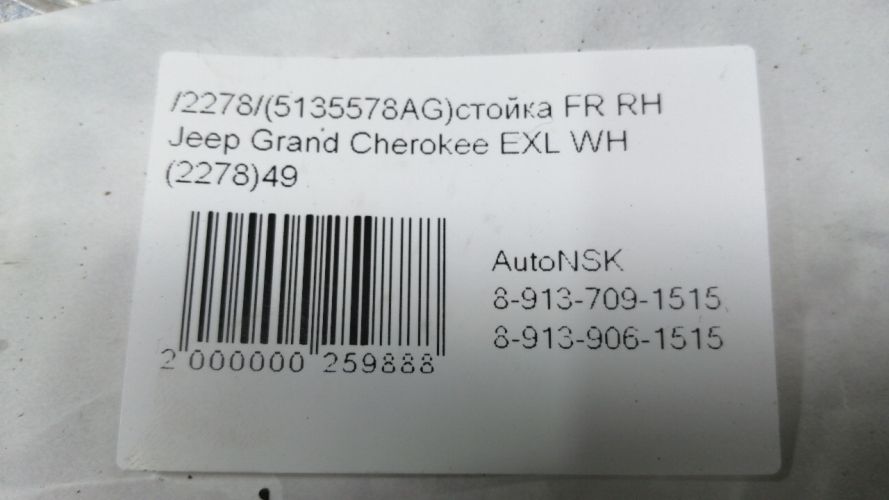 /2278/(5135578AG)стойка FR RH
Jeep Grand Cherokee EXL WH
(2278)49
AutoNSK
8-913-709-1515
8-913-906-1515
2 000000 259888